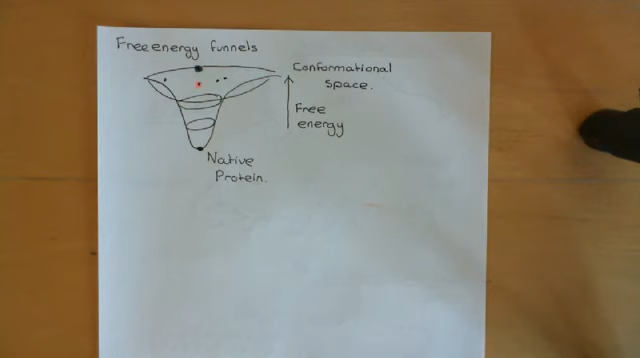 Free energy funnels
Conformational
space.
Free
energy
Native
Protein.